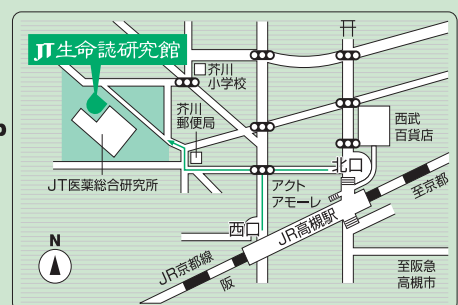 JT生命誌研究館
芥川
小学校
芥川
郵便局
西武
百貨店
北口
JT医薬総合研究所
アクト
アモーレ
至京都
西口
JR高槻駅
N
JR京都線
阪
至阪急
高槻市